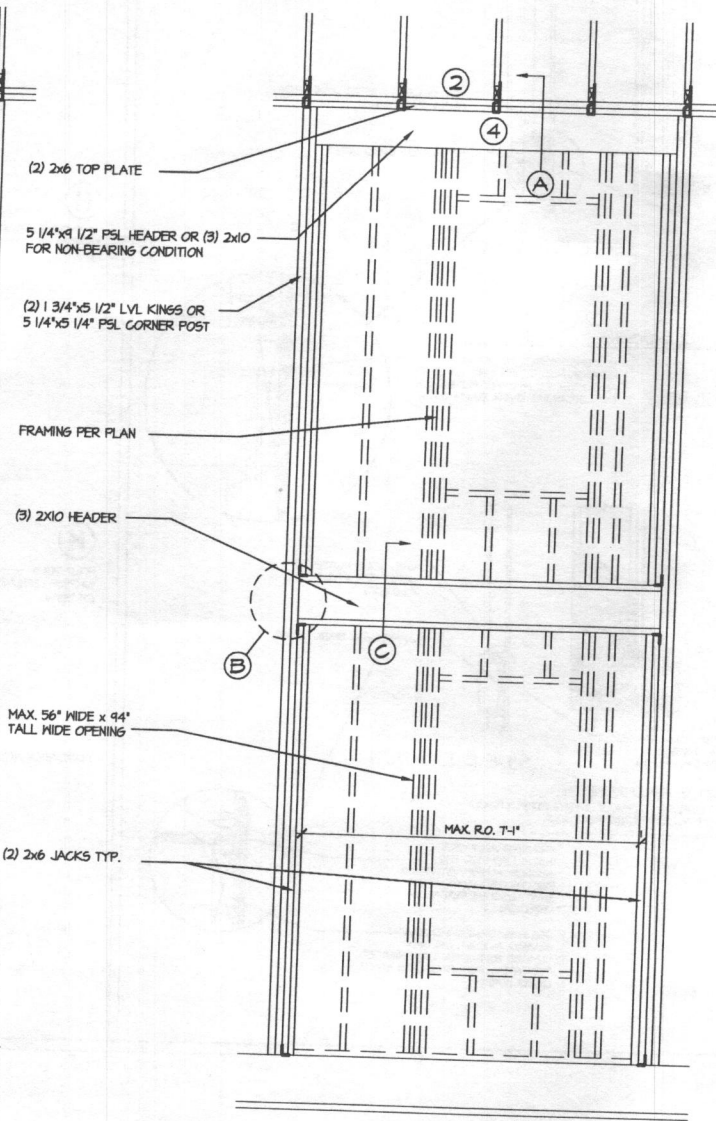 2
4
A
(2) 2x6 TOP PLATE
5 1/4"x9 1/2" PSL HEADER OR (3) 2x10
FOR NON-BEARING CONDITION
(2) 1 3/4"x5 1/2" LVL KINGS OR
5 1/4"x5 1/4" PSL CORNER POST
FRAMING PER PLAN
(3) 2X10 HEADER
B
C
MAX. 56" WIDE x 94"
TALL WIDE OPENING
MAX. R.O. 7'-1"
(2) 2x6 JACKS TYP.